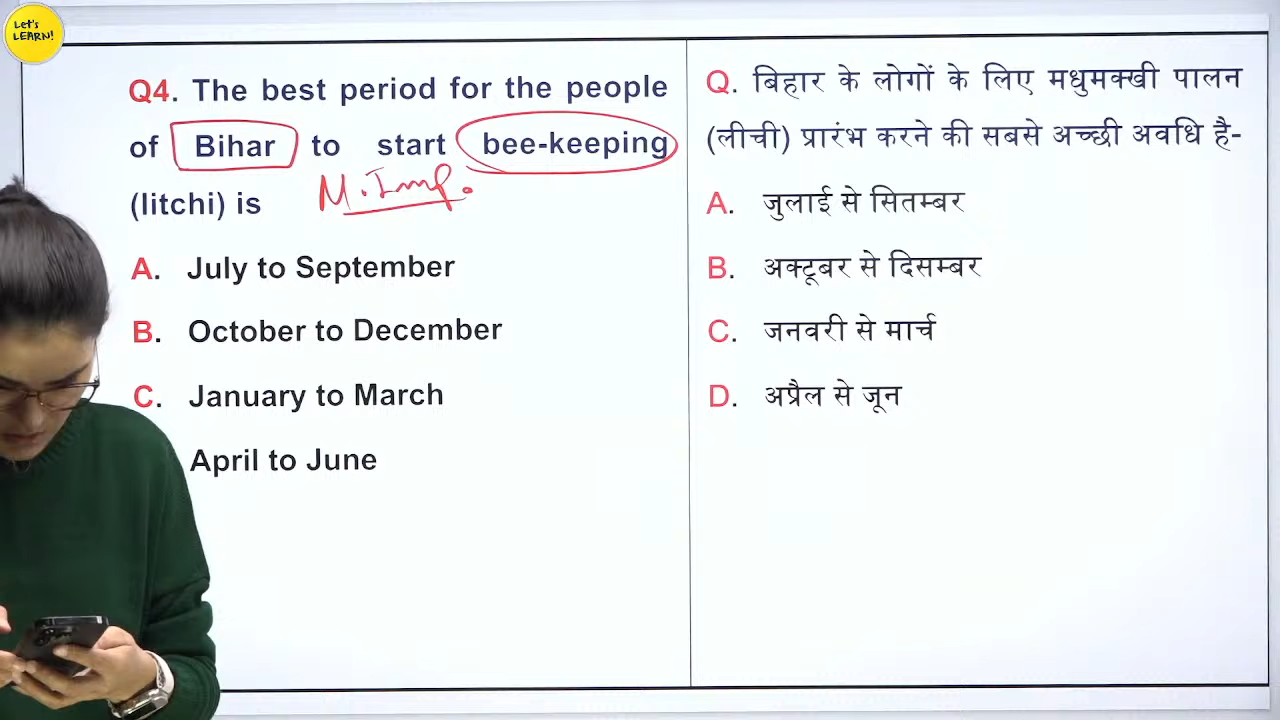 Let's
LEARN!
Q4. The best period for the people
of Bihar to start bee-keeping
(litchi) is M. Imp.
A. July to September
B. October to December
C. January to March
April to June
Q. बिहार के लोगों के लिए मधुमक्खी पालन
(लीची) प्रारंभ करने की सबसे अच्छी अवधि है-
A. जुलाई से सितम्बर
B. अक्टूबर से दिसम्बर
C. जनवरी से मार्च
D. अप्रैल से जून